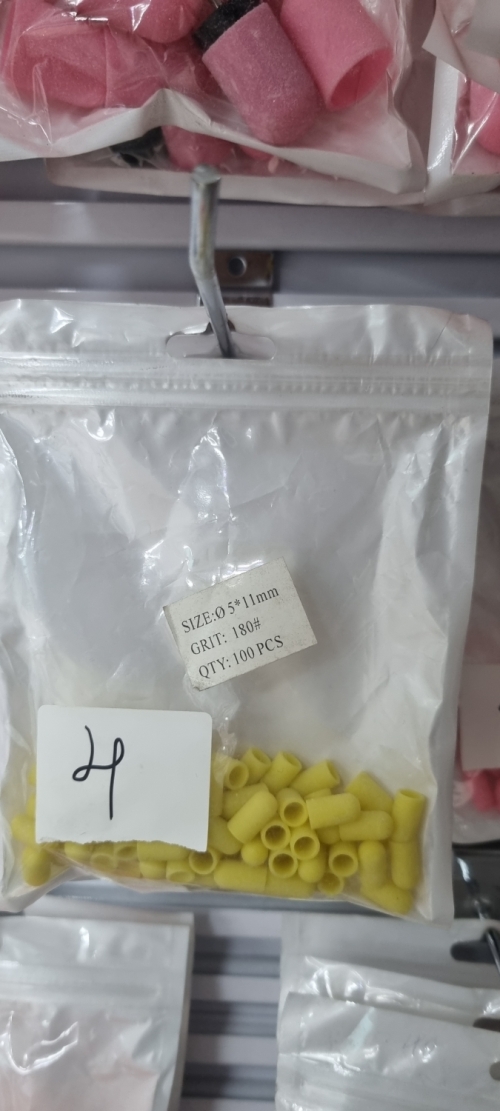 SIZE:Ø 5*11mm
GRIT: 180#
QTY: 100 PCS
4